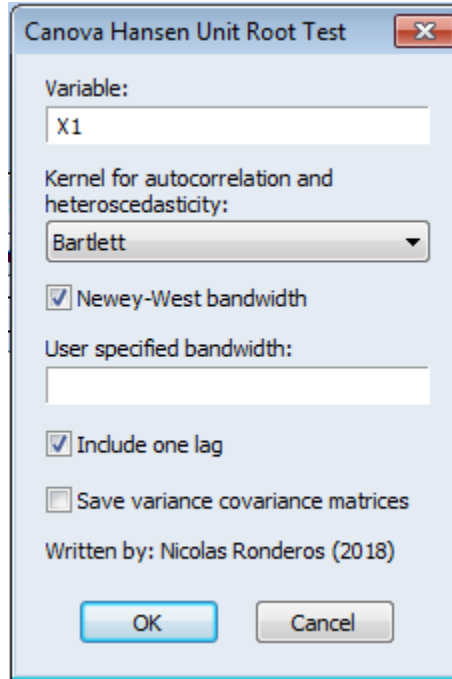 Canova Hansen Unit Root Test
Variable:
X1
Kernel for autocorrelation and
heteroscedasticity:
Bartlett
Newey-West bandwidth
User specified bandwidth:
Include one lag
Save variance covariance matrices
Written by: Nicolas Ronderos (2018)
OK Cancel